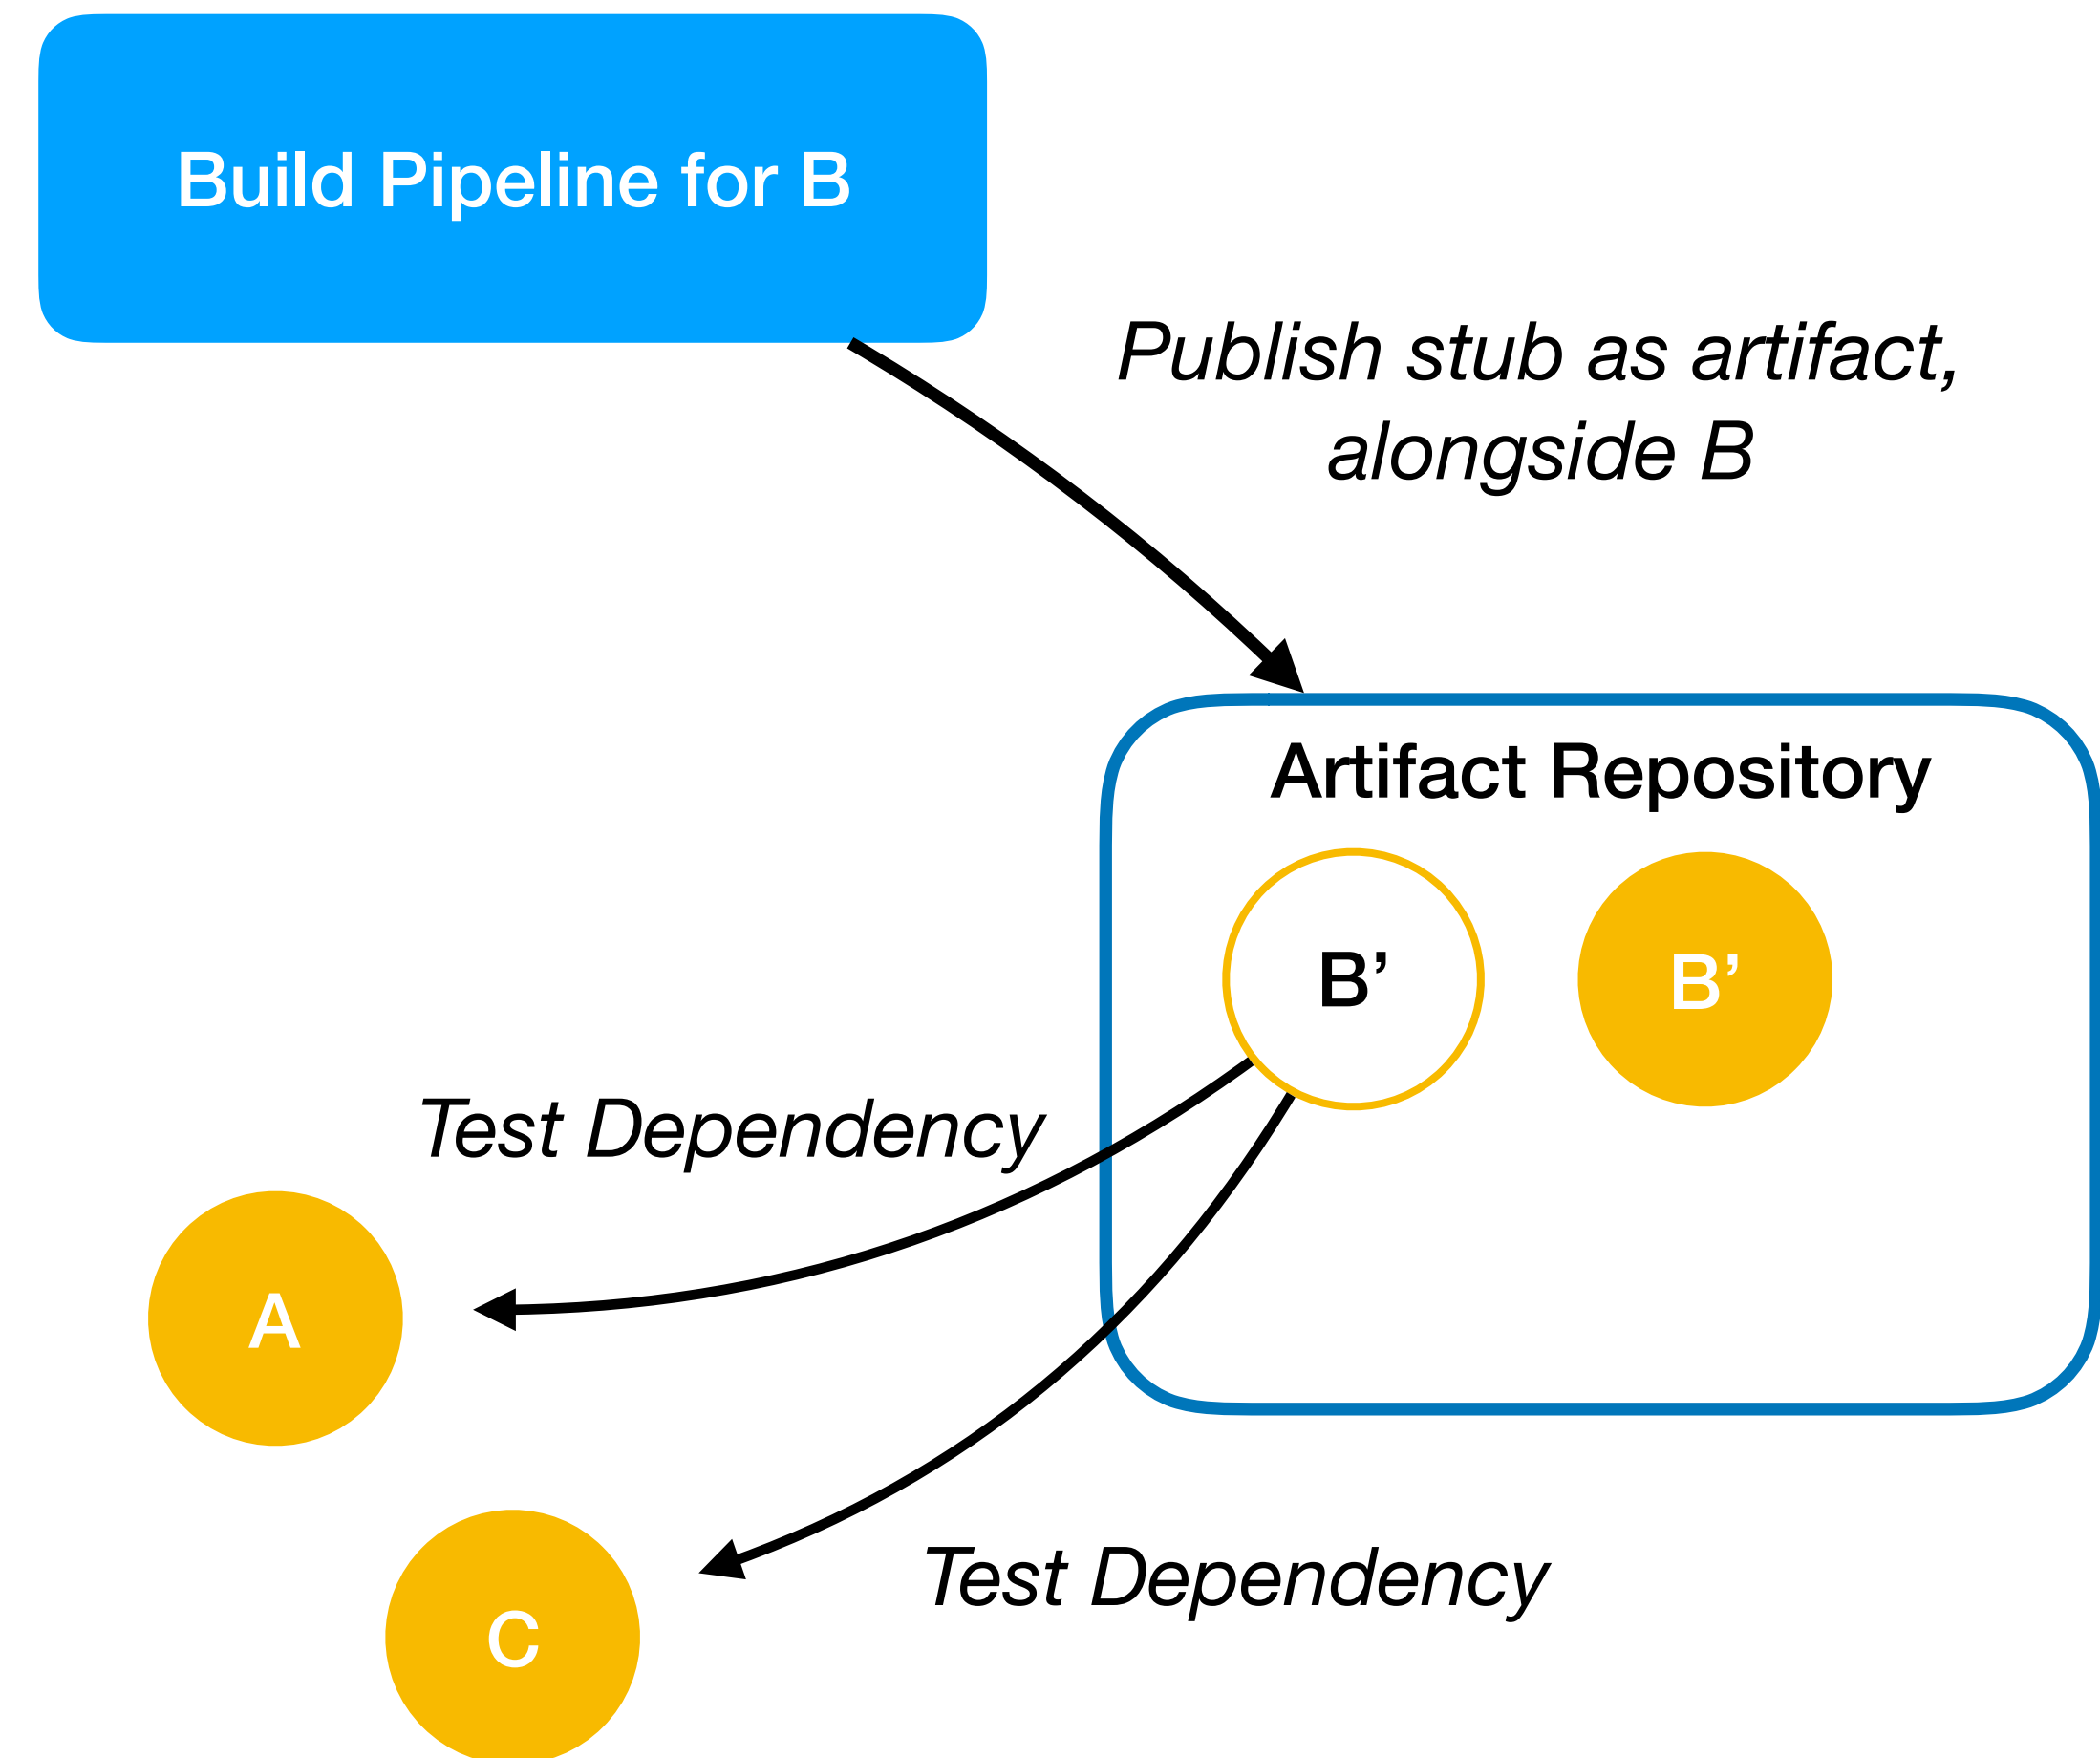 Build Pipeline for B
Publish stub as artifact,
alongside B
Artifact Repository
B’
B’
Test Dependency
A
Test Dependency
C